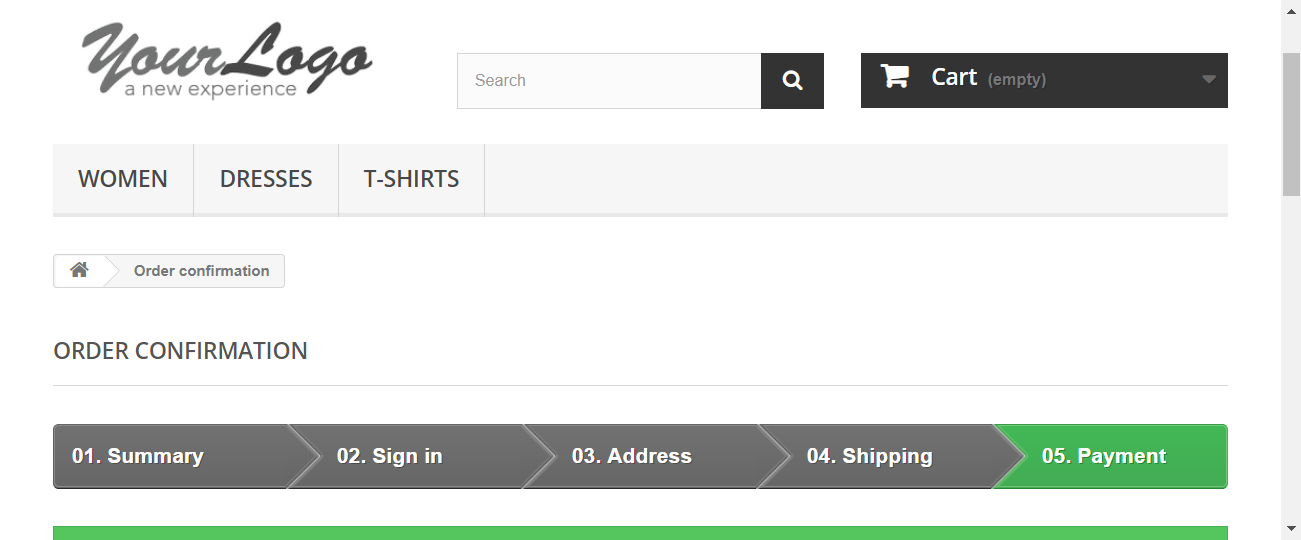 YourLogo
a new experience
Search
Cart (empty)
WOMEN DRESSES T-SHIRTS
Order confirmation
ORDER CONFIRMATION
01. Summary 02. Sign in 03. Address 04. Shipping 05. Payment